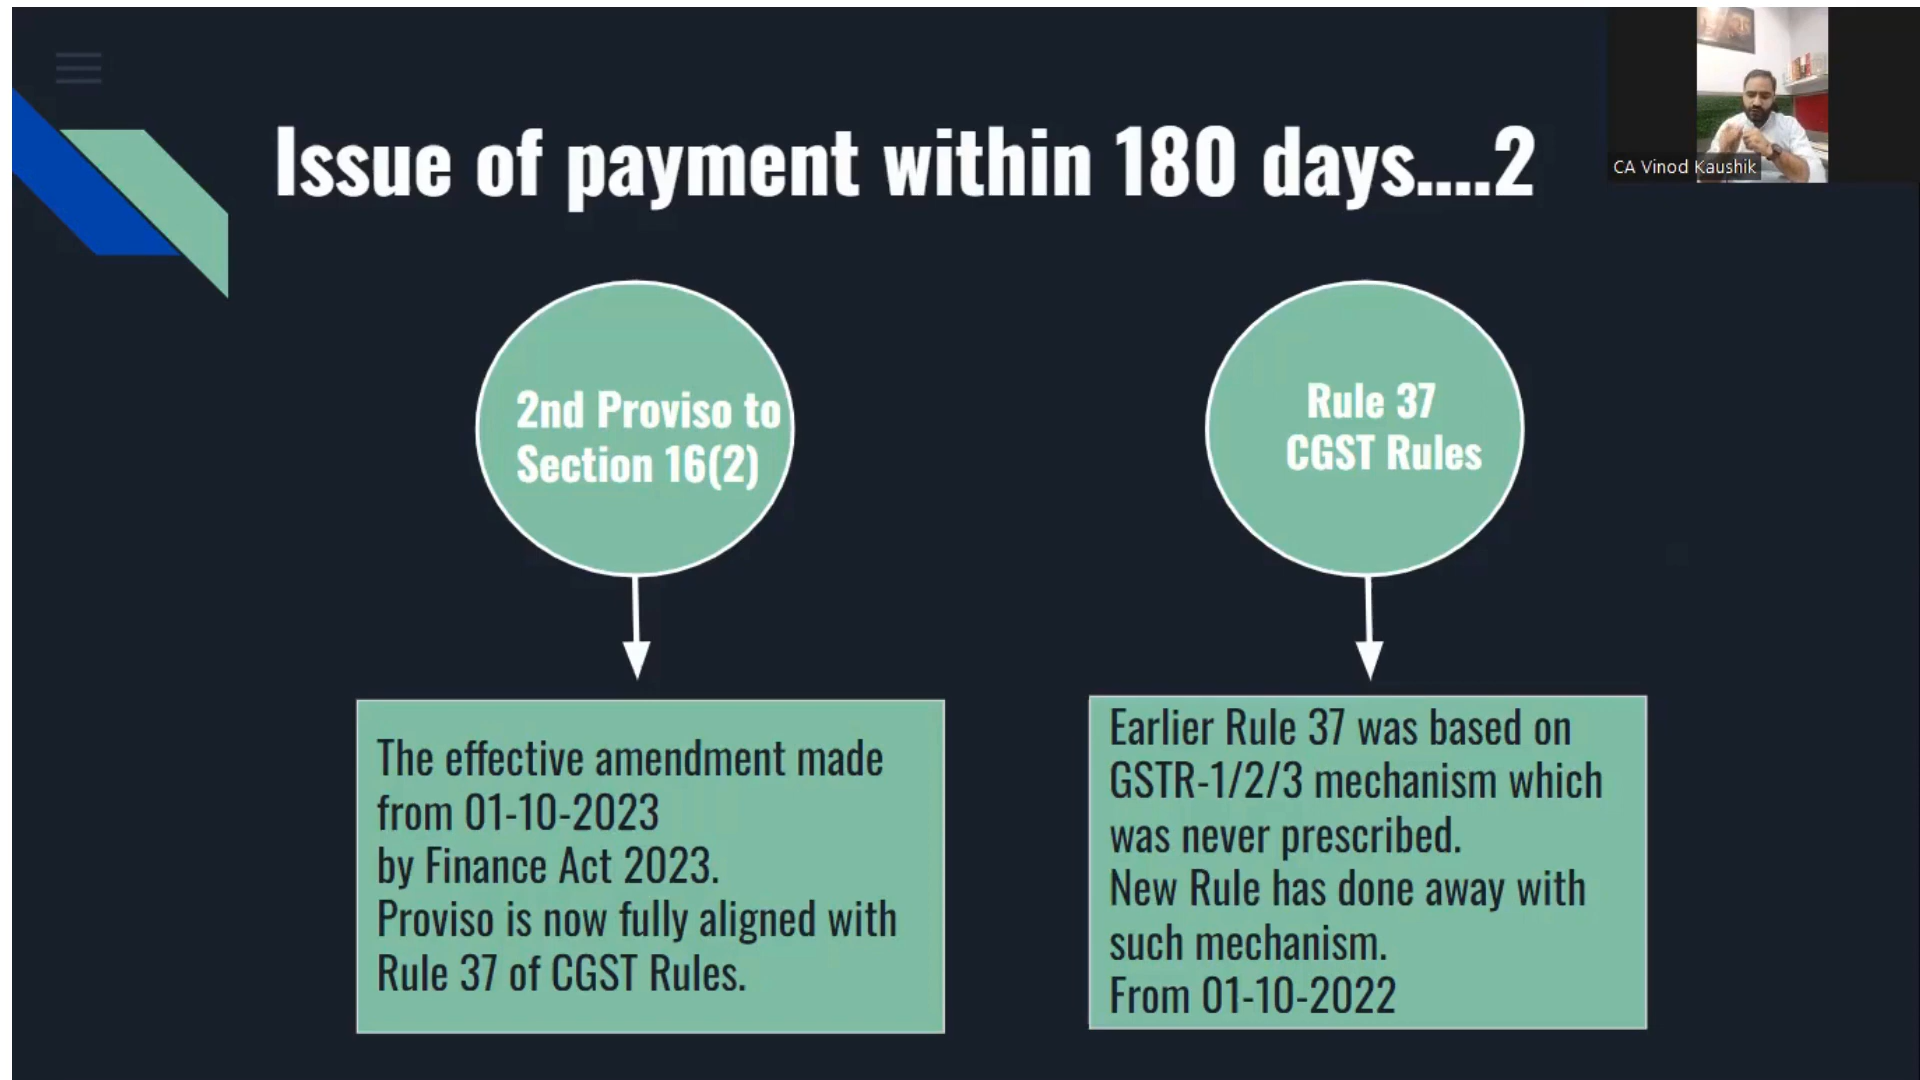 Issue of payment within 180 days....2
CA Vinod Kaushik
2nd Proviso to
Section 16(2)
Rule 37
CGST Rules
The effective amendment made
from 01-10-2023
by Finance Act 2023.
Proviso is now fully aligned with
Rule 37 of CGST Rules.
Earlier Rule 37 was based on
GSTR-1/2/3 mechanism which
was never prescribed.
New Rule has done away with
such mechanism.
From 01-10-2022